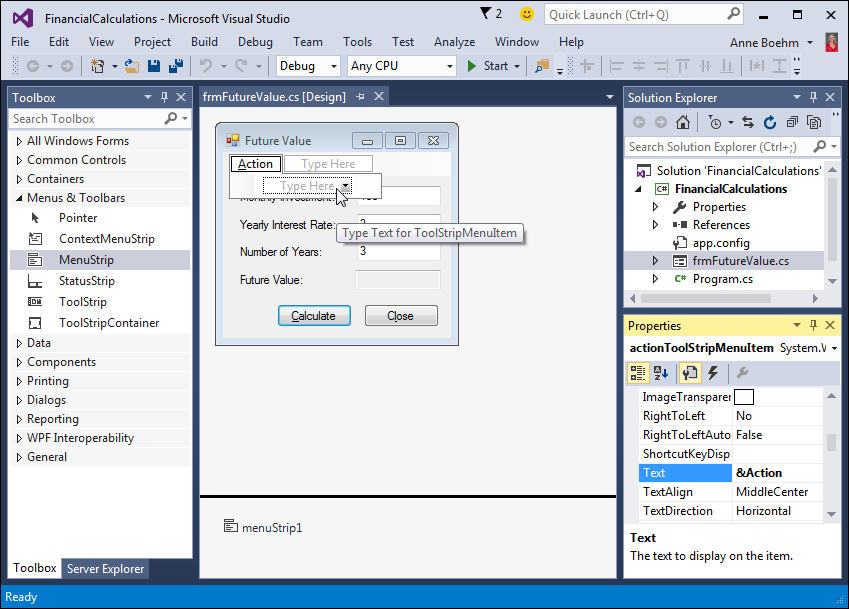 FinancialCalculations - Microsoft Visual Studio
2
Quick Launch (Ctrl+Q)
File Edit View Project Build Debug Team Tools Test Analyze Window Help
Anne Boehm
Debug Any CPU Start
Toolbox
Search Toolbox
All Windows Forms
Common Controls
Containers
Menus & Toolbars
Pointer
ContextMenuStrip
MenuStrip
StatusStrip
ToolStrip
ToolStripContainer
Data
Components
Printing
Dialogs
Reporting
WPF Interoperability
General
Toolbox Server Explorer
frmFutureValue.cs [Design]
Future Value
Action Type Here
Type Here
Monthly Investment:
Yearly Interest Rate:
Type Text for ToolStripMenuItem
Number of Years: 3
Future Value:
Calculate Close
menuStrip1
Solution Explorer
Search Solution Explorer (Ctrl+;)
Solution 'FinancialCalculations'
FinancialCalculations
Properties
References
app.config
frmFutureValue.cs
Program.cs
Properties
actionToolStripMenuItem System.W
ImageTransparen
RightToLeft No
RightToLeftAuto False
ShortcutKeyDisp
Text &Action
TextAlign MiddleCenter
TextDirection Horizontal
Text
The text to display on the item.
Ready